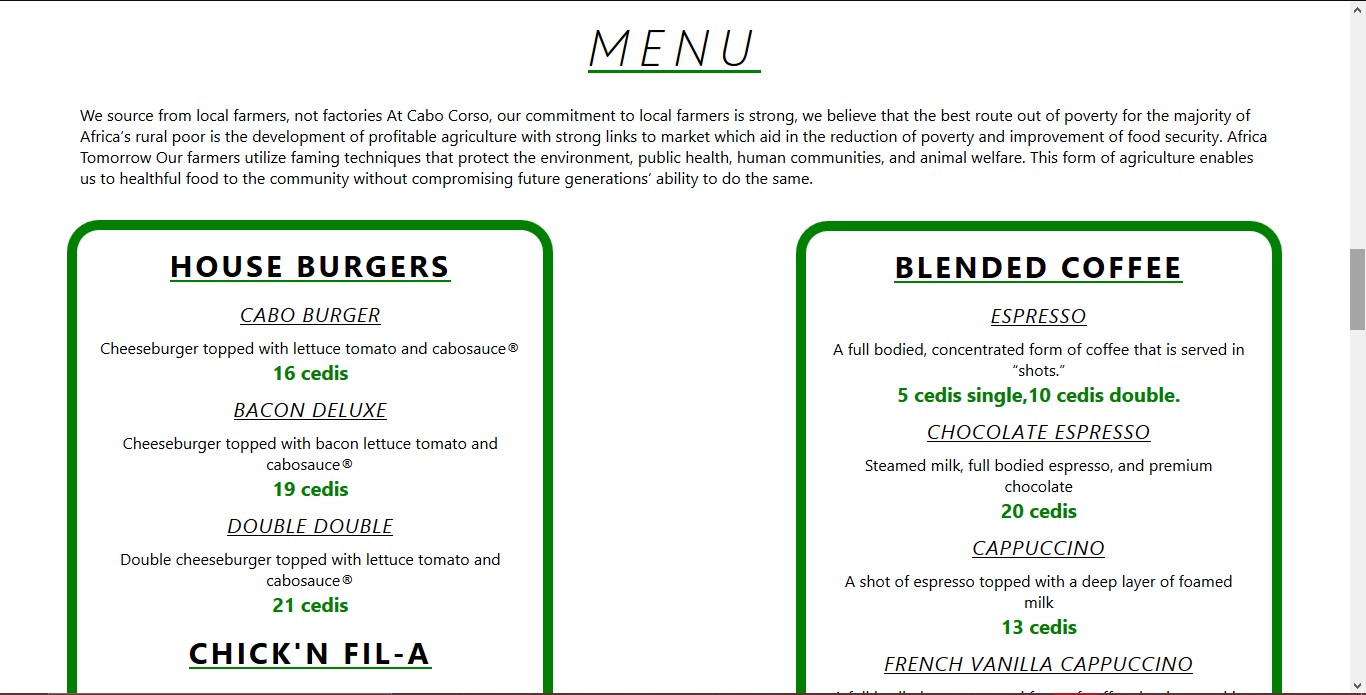 MENU
We source from local farmers, not factories At Cabo Corso, our commitment to local farmers is strong, we believe that the best route out of poverty for the majority of
Africa’s rural poor is the development of profitable agriculture with strong links to market which aid in the reduction of poverty and improvement of food security. Africa
Tomorrow Our farmers utilize faming techniques that protect the environment, public health, human communities, and animal welfare. This form of agriculture enables
us to healthful food to the community without compromising future generations’ ability to do the same.
HOUSE BURGERS
CABO BURGER
Cheeseburger topped with lettuce tomato and cabosauce®
16 cedis
BACON DELUXE
Cheeseburger topped with bacon lettuce tomato and
cabosauce®
19 cedis
DOUBLE DOUBLE
Double cheeseburger topped with lettuce tomato and
cabosauce®
21 cedis
CHICK'N FIL-A
BLENDED COFFEE
ESPRESSO
A full bodied, concentrated form of coffee that is served in
“shots.”
5 cedis single,10 cedis double.
CHOCOLATE ESPRESSO
Steamed milk, full bodied espresso, and premium
chocolate
20 cedis
CAPPUCCINO
A shot of espresso topped with a deep layer of foamed
milk
13 cedis
FRENCH VANILLA CAPPUCCINO